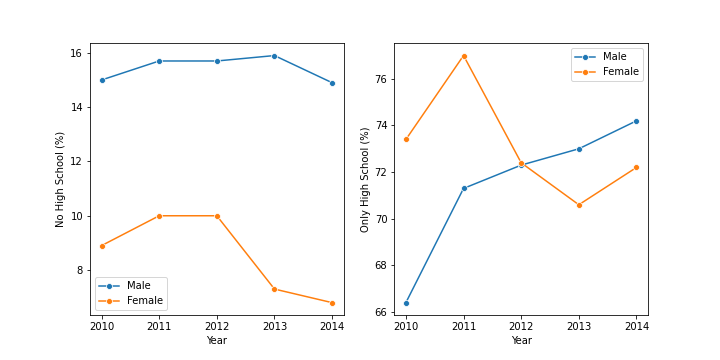 No High School (%)
16
14
12
10
8
2010 2011 2012 2013 2014
Year
Male
Female
Only High School (%)
76
74
72
70
68
66
2010 2011 2012 2013 2014
Year
Male
Female